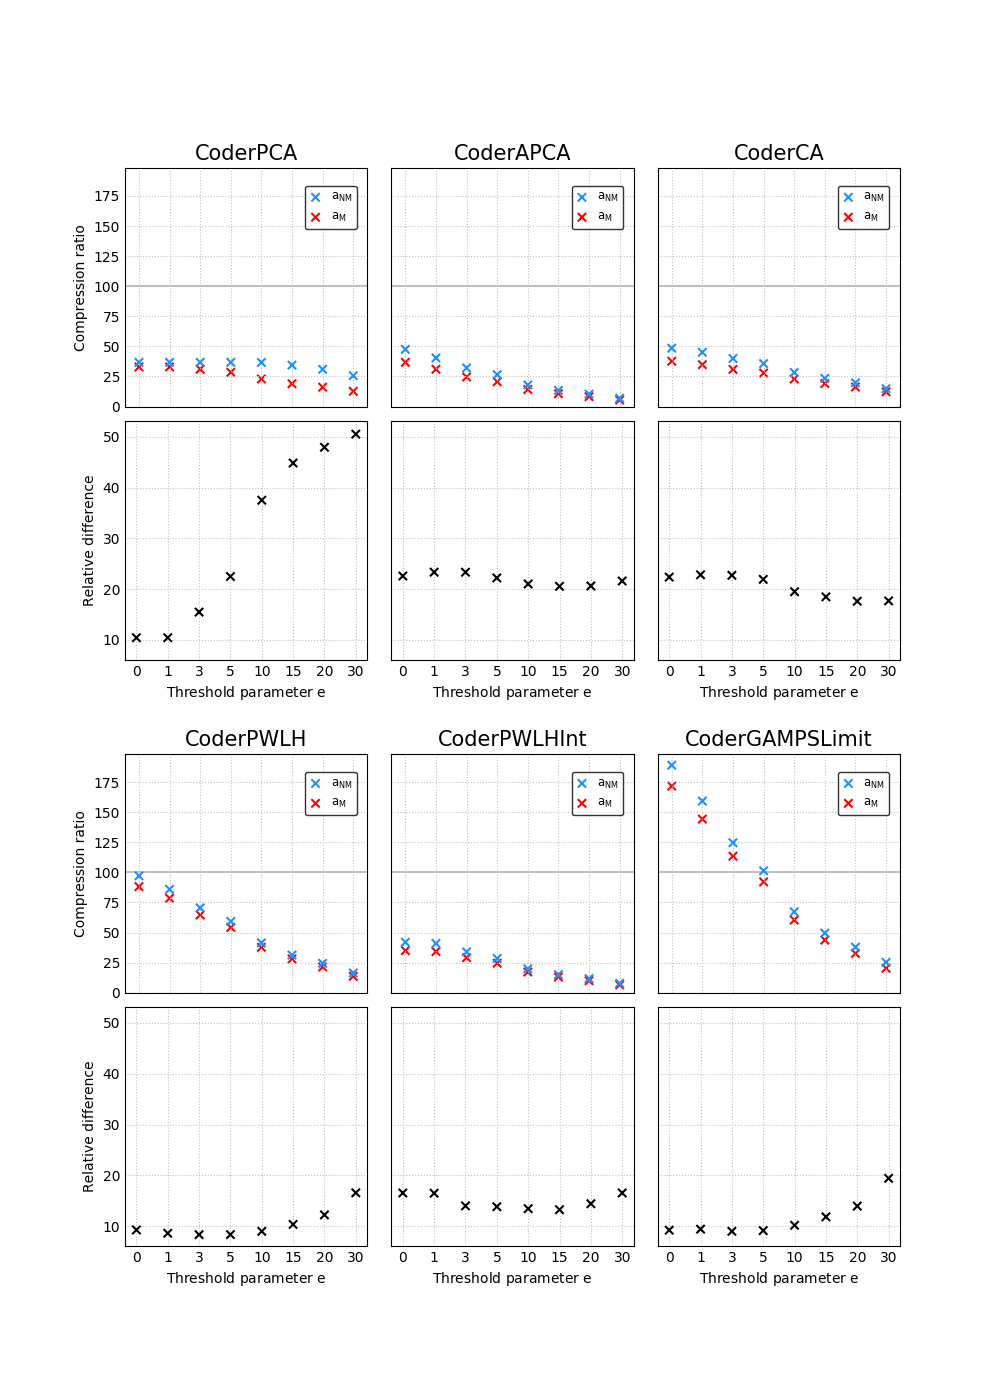 CoderPCA CoderAPCA CoderCA
Compression ratio
175
150
125
100
75
50
25
0
a_NM
a_M
a_NM
a_M
a_NM
a_M
Relative difference
50
40
30
20
10
0 1 3 5 10 15 20 30
0 1 3 5 10 15 20 30
0 1 3 5 10 15 20 30
Threshold parameter e
Threshold parameter e
Threshold parameter e
CoderPWLH CoderPWLHInt CoderGAMPSLimit
Compression ratio
175
150
125
100
75
50
25
0
a_NM
a_M
a_NM
a_M
a_NM
a_M
Relative difference
50
40
30
20
10
0 1 3 5 10 15 20 30
0 1 3 5 10 15 20 30
0 1 3 5 10 15 20 30
Threshold parameter e
Threshold parameter e
Threshold parameter e